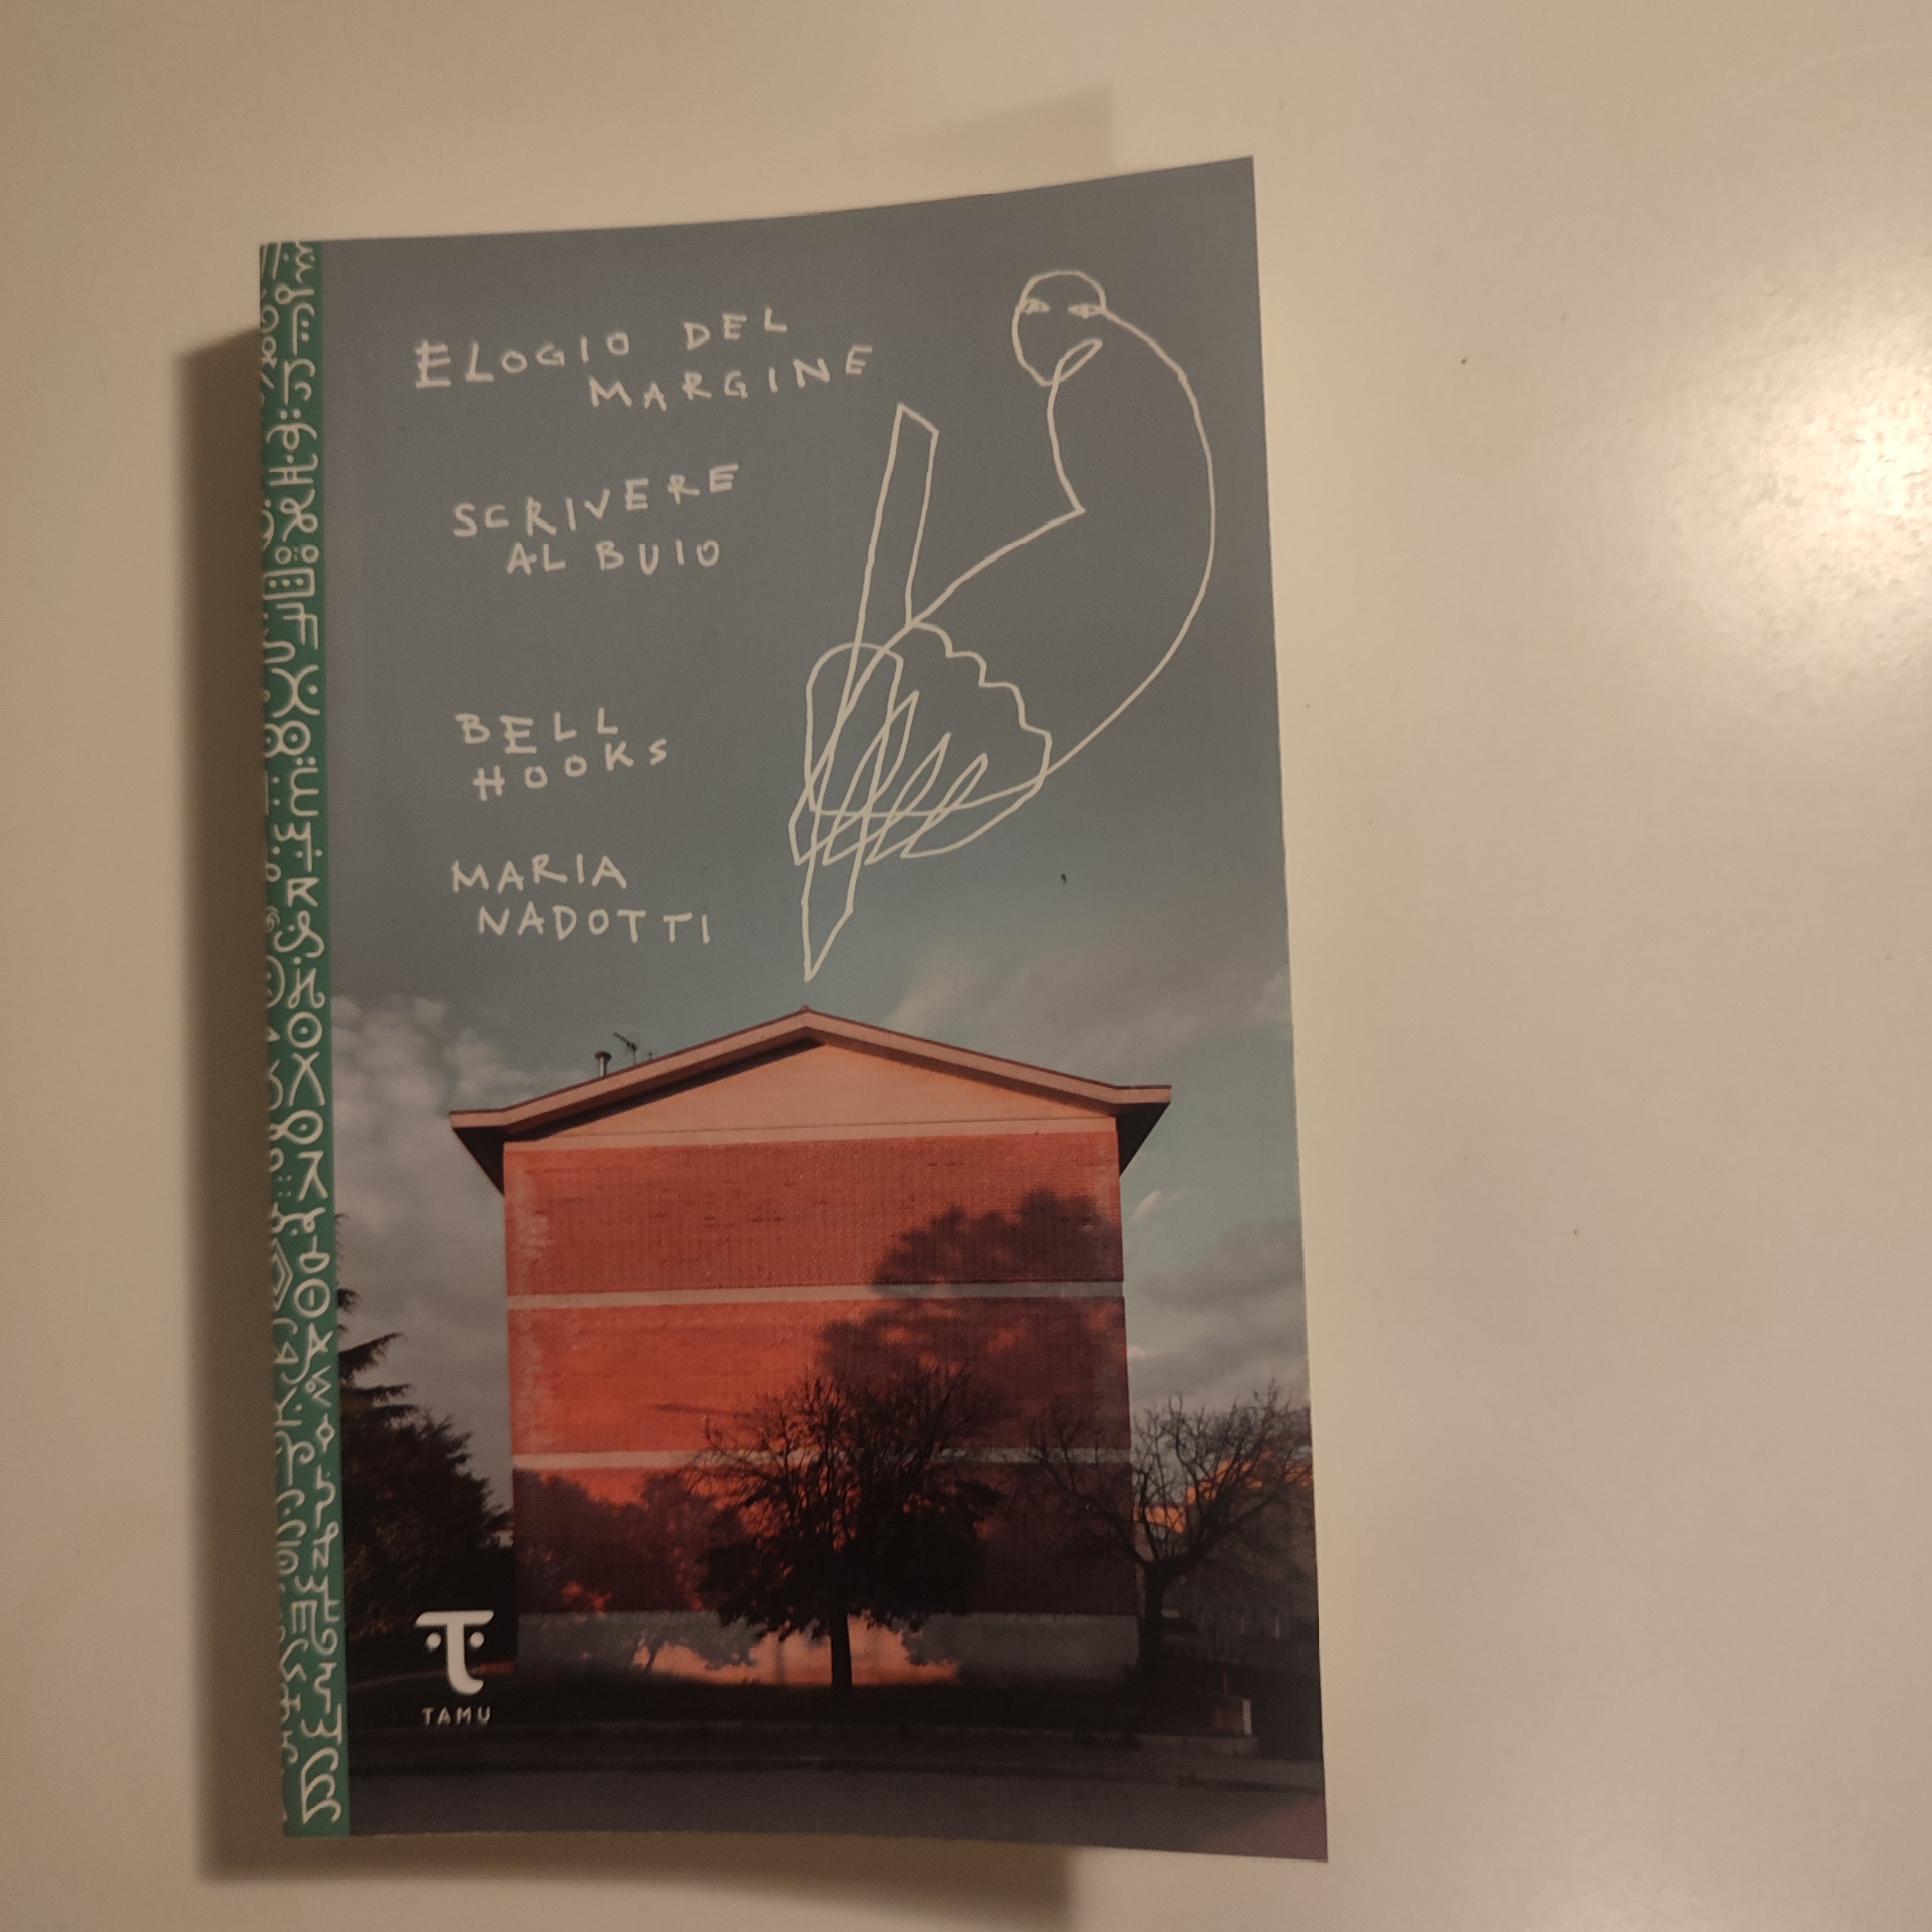 ELOGIO DEL
MARGINE
SCRIVERE
AL BUIO
BELL
HOOKS
MARIA
NADOTTI
TAMU